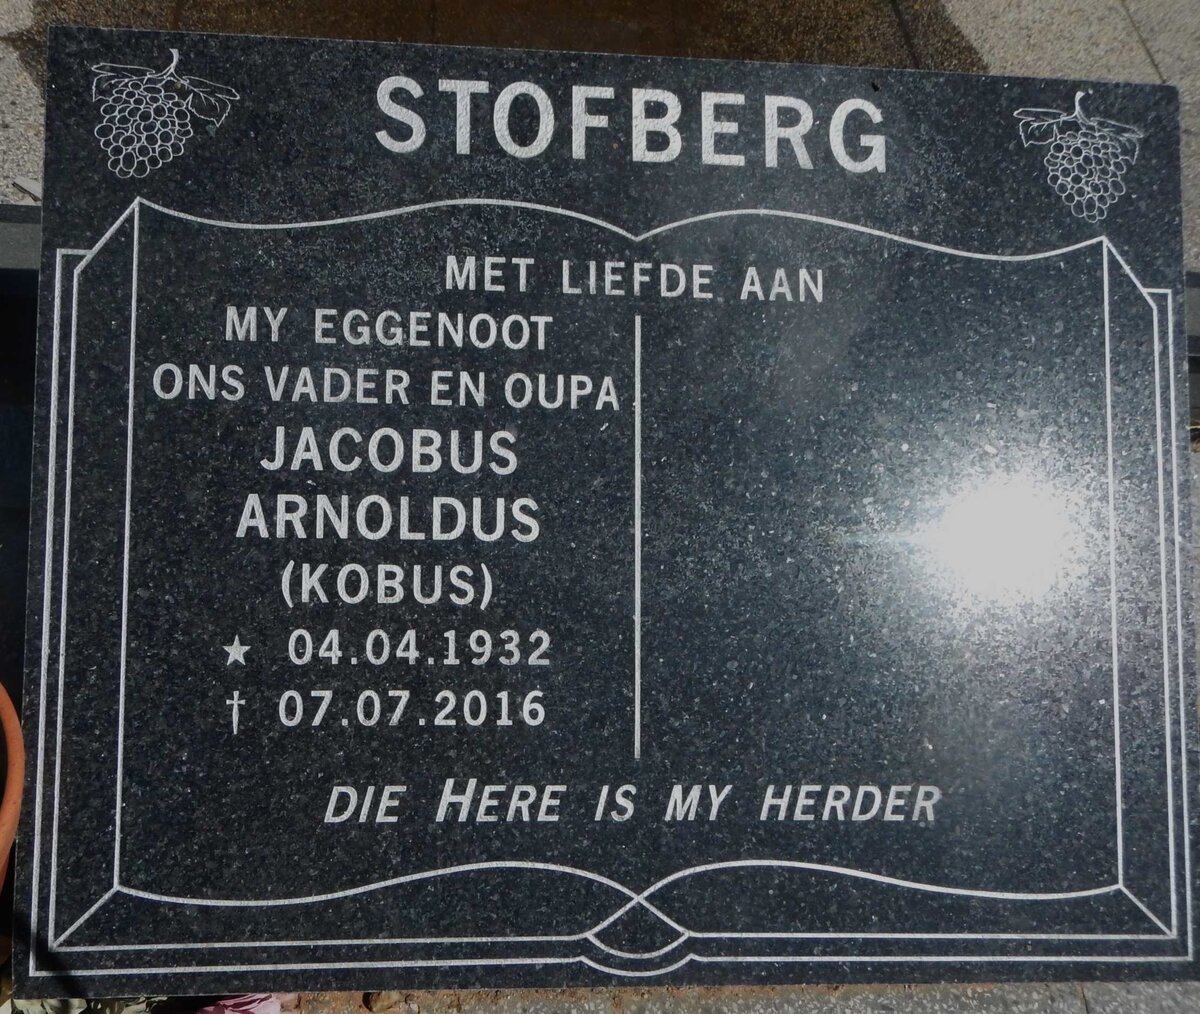 STOFBERG
MET LIEFDE AAN
MY EGGENOOT
ONS VADER EN OUPA
JACOBUS
ARNOLDUS
(KOBUS)
★ 04.04.1932
† 07.07.2016
DIE HERE IS MY HERDER